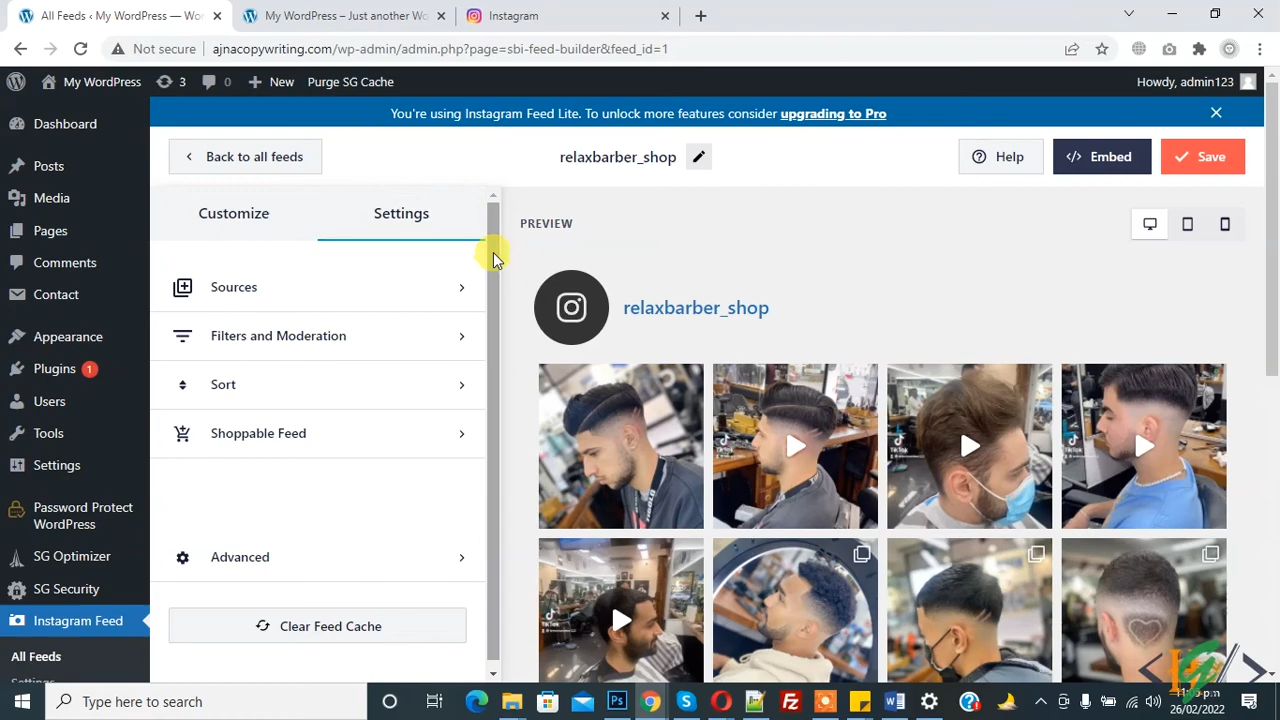 All Feeds ‹ My WordPress — Wo
My WordPress – Just another Wo
Instagram
Not secure
ajnacopywriting.com/wp-admin/admin.php?page=sbi-feed-builder&feed_id=1
My WordPress
3
0
New
Purge SG Cache
Howdy, admin123
Dashboard
Posts
Media
Pages
Comments
Contact
Appearance
Plugins 1
Users
Tools
Settings
Password Protect
WordPress
SG Optimizer
SG Security
Instagram Feed
All Feeds
Settings
You're using Instagram Feed Lite. To unlock more features consider upgrading to Pro
Back to all feeds
relaxbarber_shop
Help
Embed
Save
Customize
Settings
Sources
Filters and Moderation
Sort
Shoppable Feed
Advanced
Clear Feed Cache
PREVIEW
relaxbarber_shop
TikTok
TikTok
TikTok
Type here to search
26/02/2022